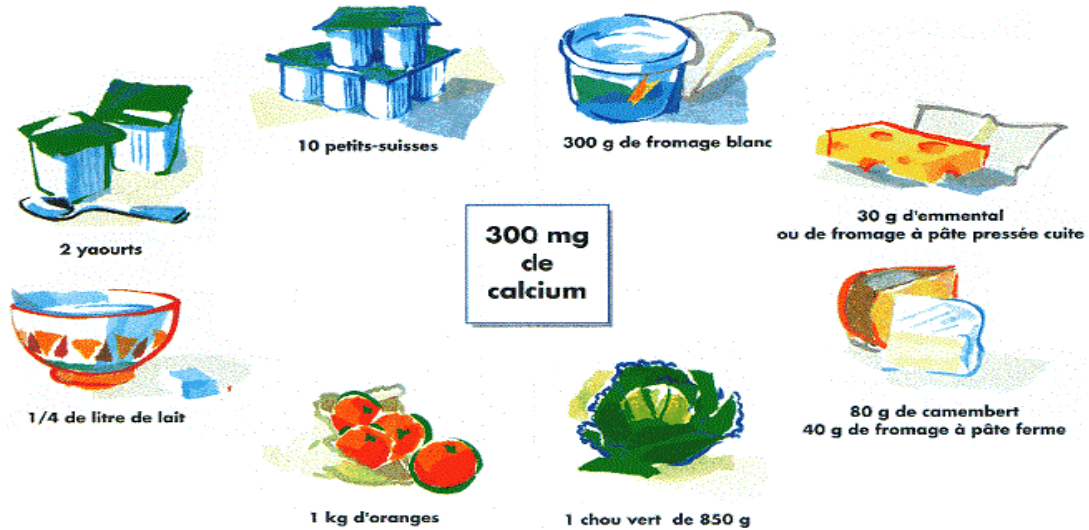 10 petits-suisses
300 g de fromage blanc
2 yaourts
30 g d'emmental
ou de fromage à pâte pressée cuite
300 mg
de
calcium
1/4 de litre de lait
80 g de camembert
40 g de fromage à pâte ferme
1 kg d'oranges
1 chou vert de 850 g